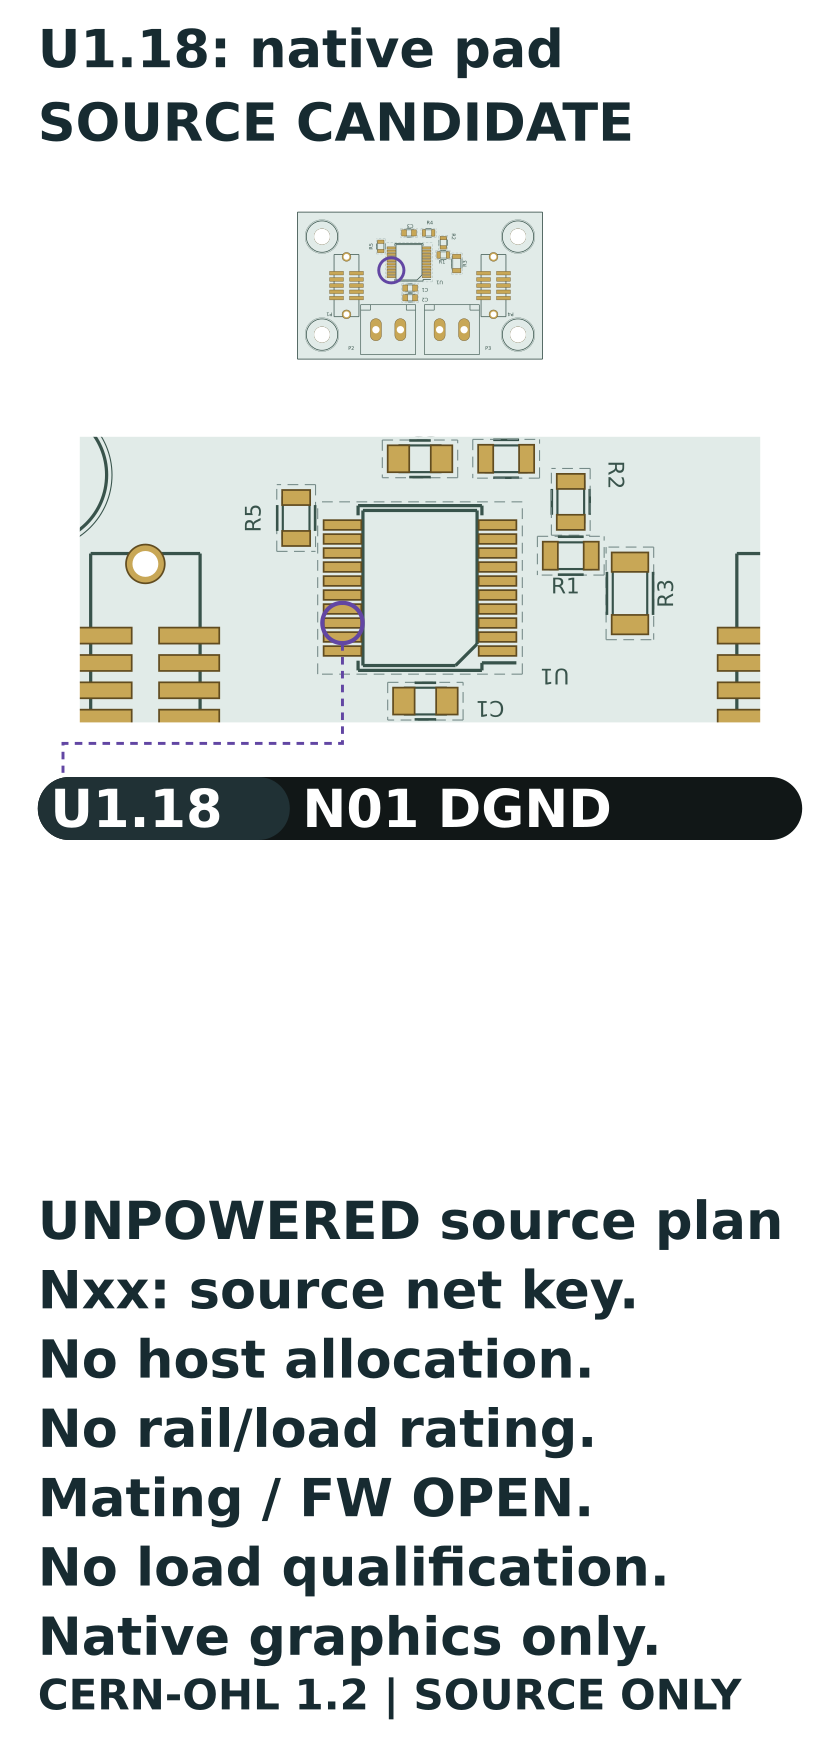 U1.18: native pad
SOURCE CANDIDATE
R5
R2
R1
R3
U1
C1
U1.18 N01 DGND
UNPOWERED source plan
Nxx: source net key.
No host allocation.
No rail/load rating.
Mating / FW OPEN.
No load qualification.
Native graphics only.
CERN-OHL 1.2 | SOURCE ONLY